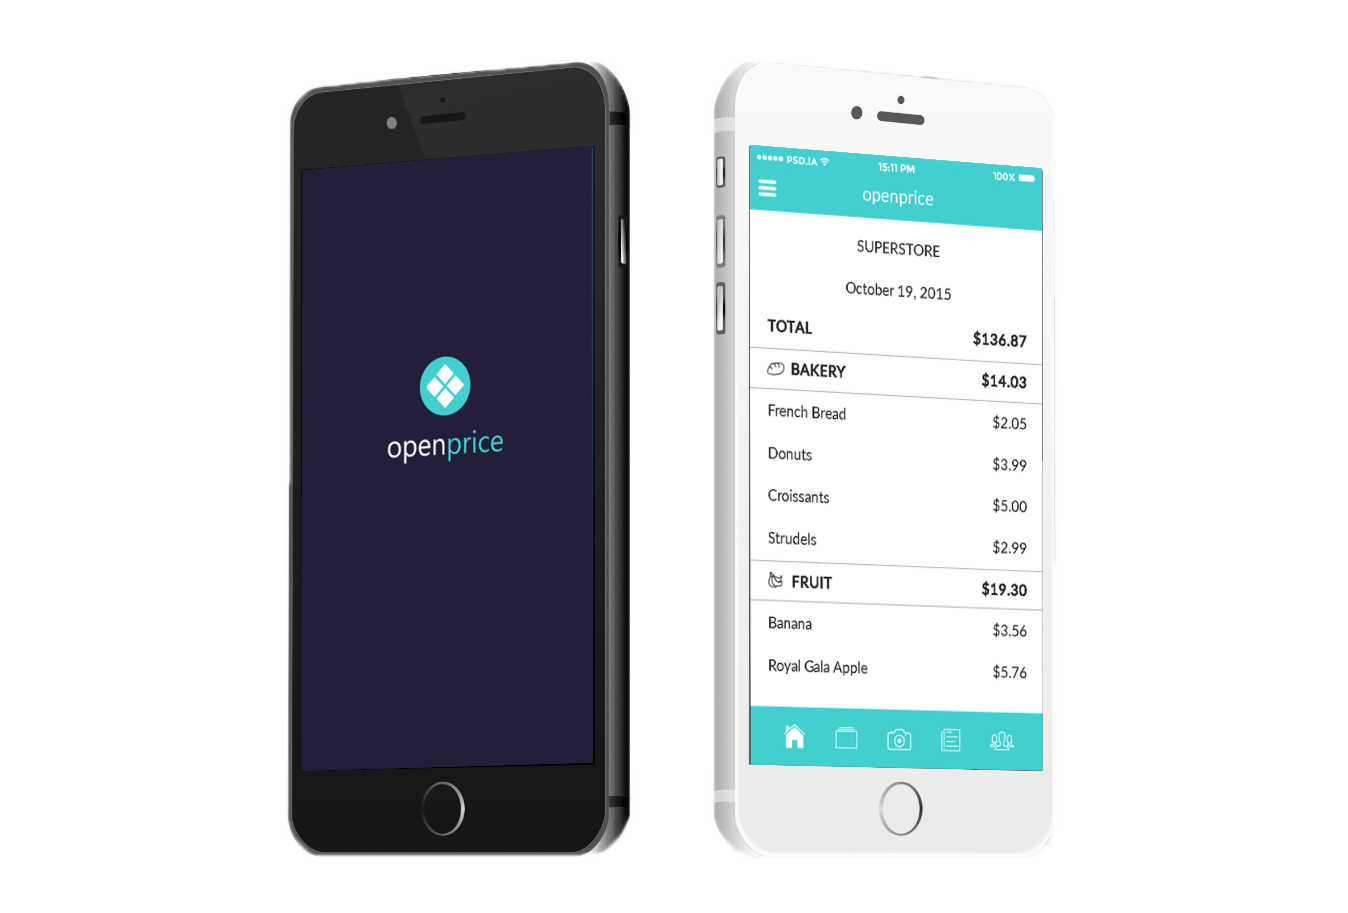 openprice
PSD.IA
15:11 PM
100%
openprice
SUPERSTORE
October 19, 2015
TOTAL $136.87
BAKERY $14.03
French Bread $2.05
Donuts $3.99
Croissants $5.00
Strudels $2.99
FRUIT $19.30
Banana $3.56
Royal Gala Apple $5.76